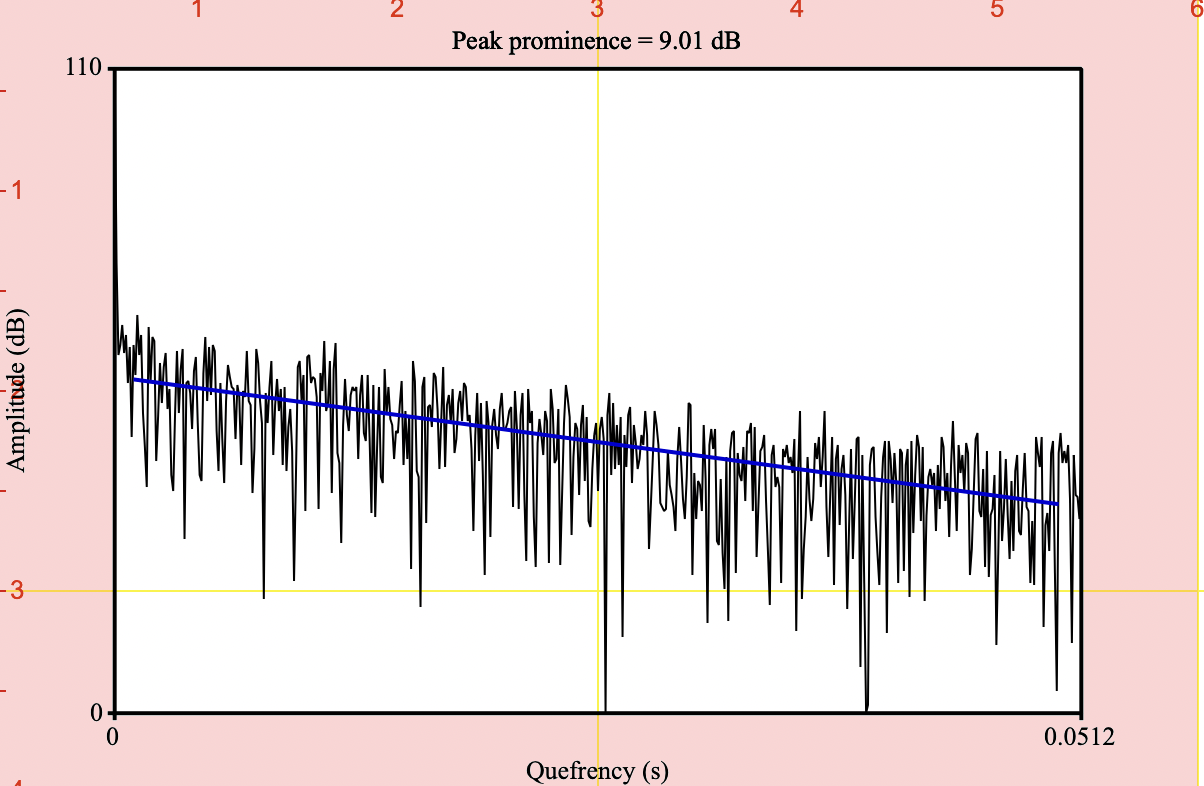 1 2 3 4 5 6
Peak prominence = 9.01 dB
110
1
Amplitude (dB)
3
0
0 0.0512
Quefrency (s)